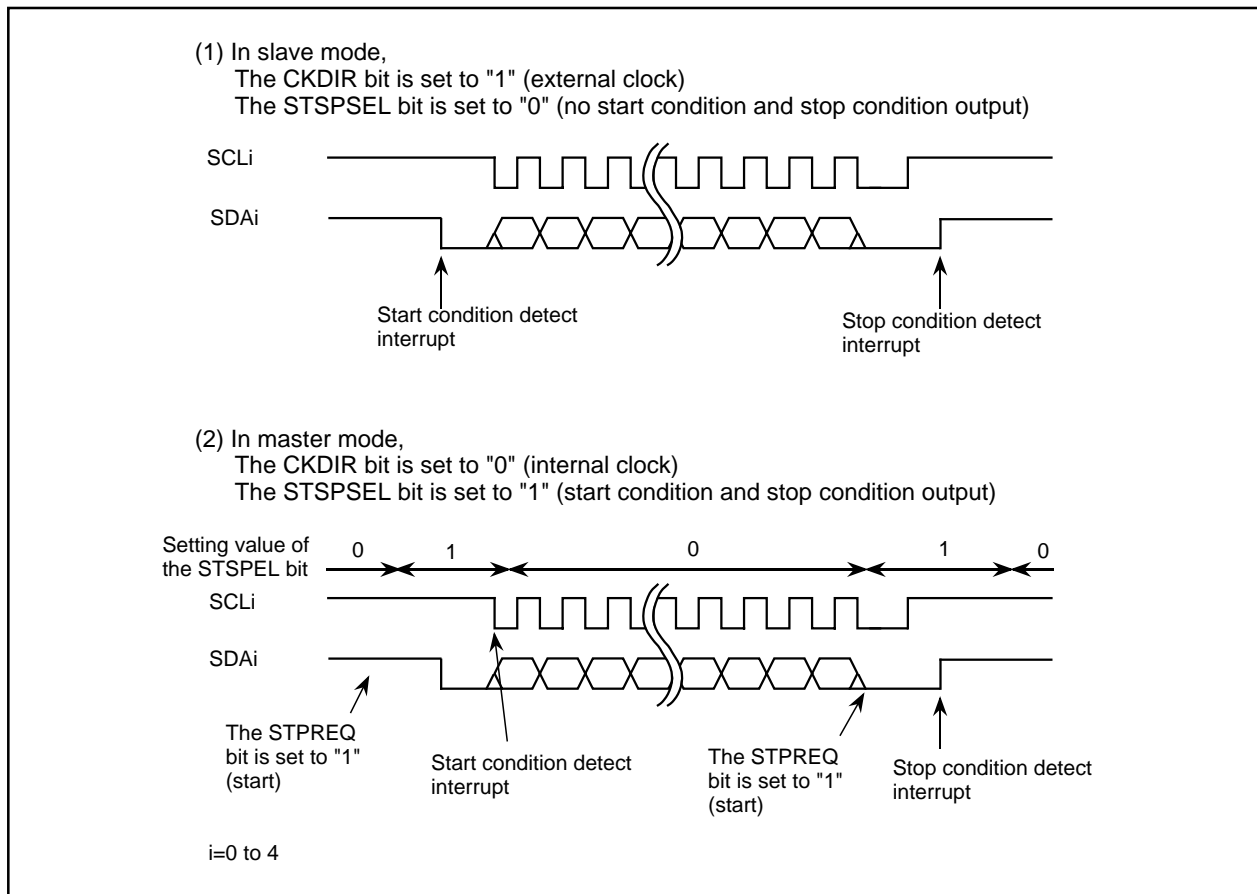 (1) In slave mode,
The CKDIR bit is set to "1" (external clock)
The STSPSEL bit is set to "0" (no start condition and stop condition output)
SCLi
SDAi
Start condition detect
interrupt
Stop condition detect
interrupt
(2) In master mode,
The CKDIR bit is set to "0" (internal clock)
The STSPSEL bit is set to "1" (start condition and stop condition output)
Setting value of
the STSPEL bit
0 1 0 1 0
SCLi
SDAi
The STPREQ
bit is set to "1"
(start)
Start condition detect
interrupt
The STPREQ
bit is set to "1"
(start)
Stop condition detect
interrupt
i=0 to 4